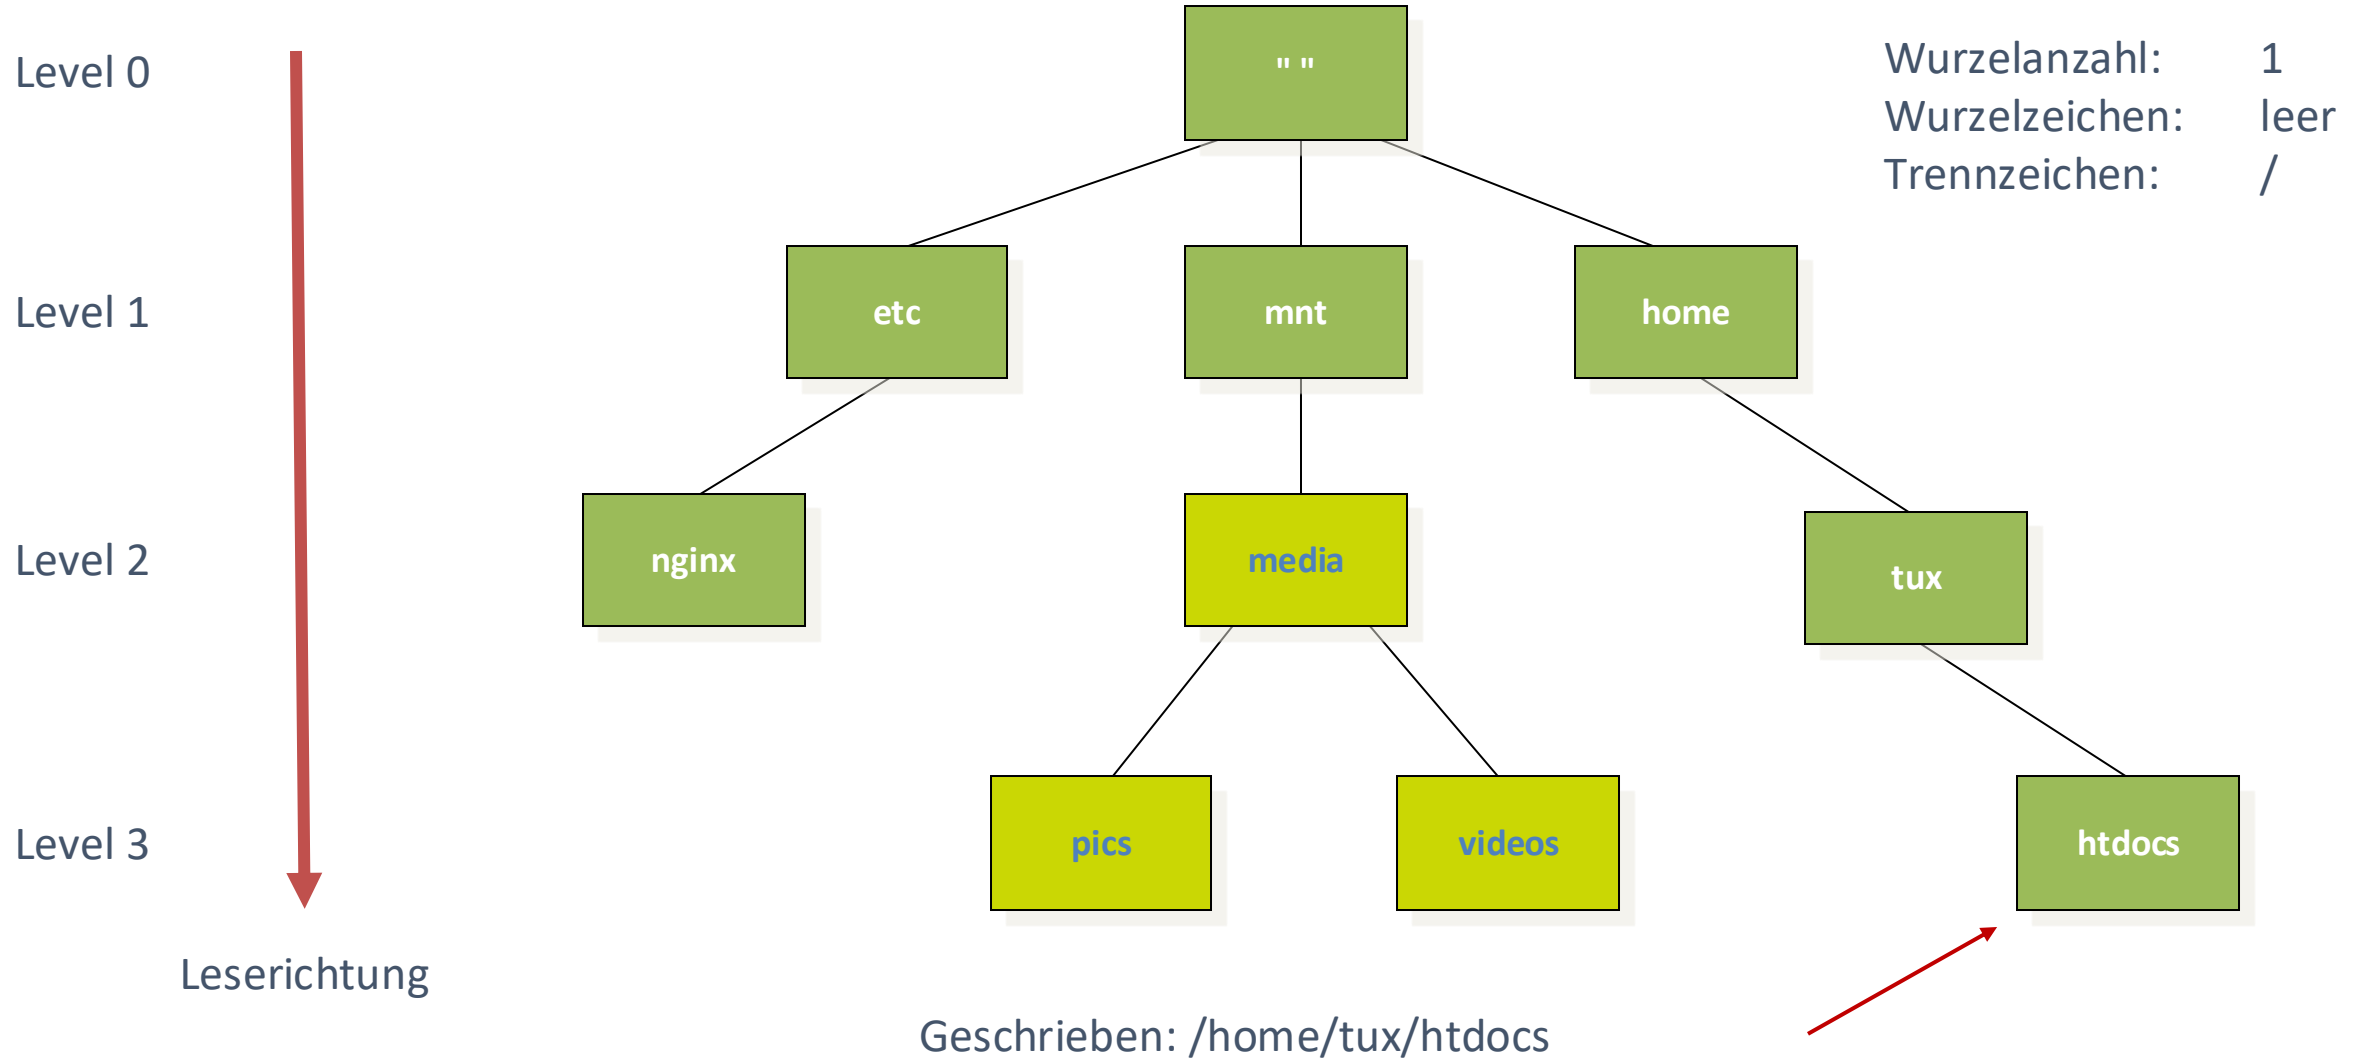 Level 0
" "
Wurzelanzahl: 1
Wurzelzeichen: leer
Trennzeichen: /
Level 1
etc
mnt
home
Level 2
nginx
media
tux
Level 3
pics
videos
htdocs
Leserichtung
Geschrieben: /home/tux/htdocs